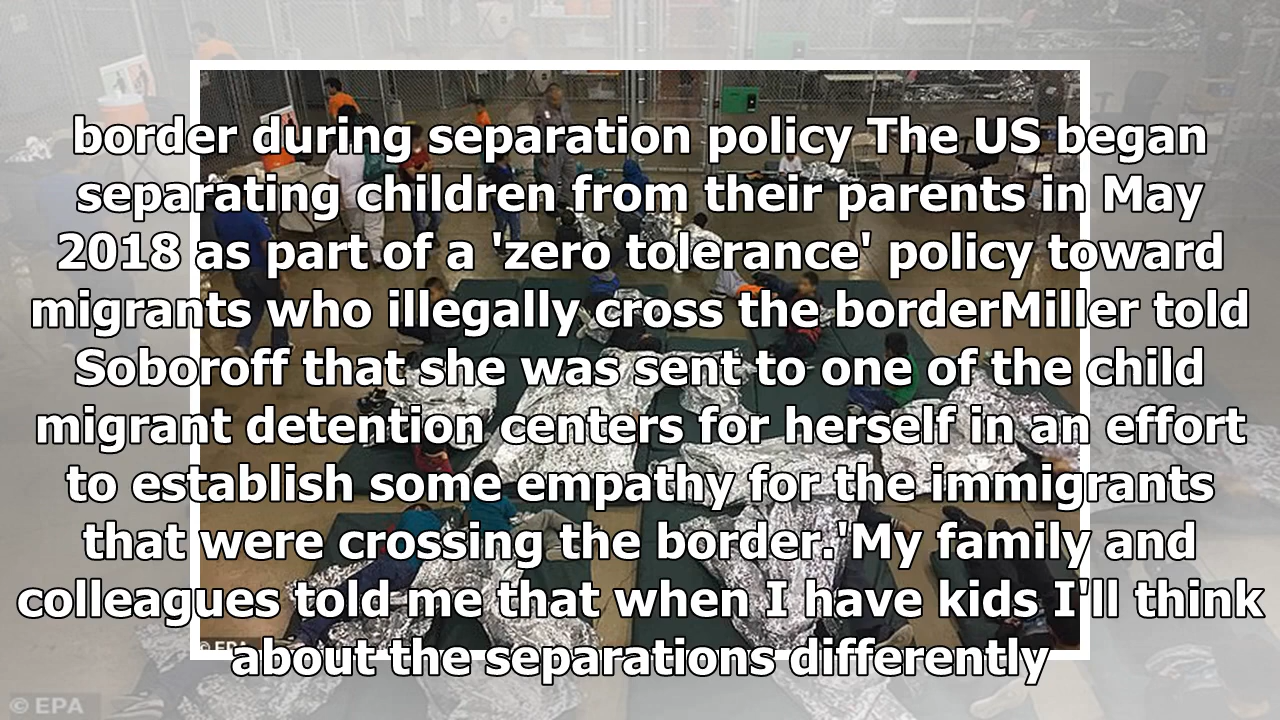 border during separation policy The US began
separating children from their parents in May
2018 as part of a 'zero tolerance' policy toward
migrants who illegally cross the borderMiller told
Soboroff that she was sent to one of the child
migrant detention centers for herself in an effort
to establish some empathy for the immigrants
that were crossing the border.'My family and
colleagues told me that when I have kids I'll think
about the separations differently
© EPA
© EPA